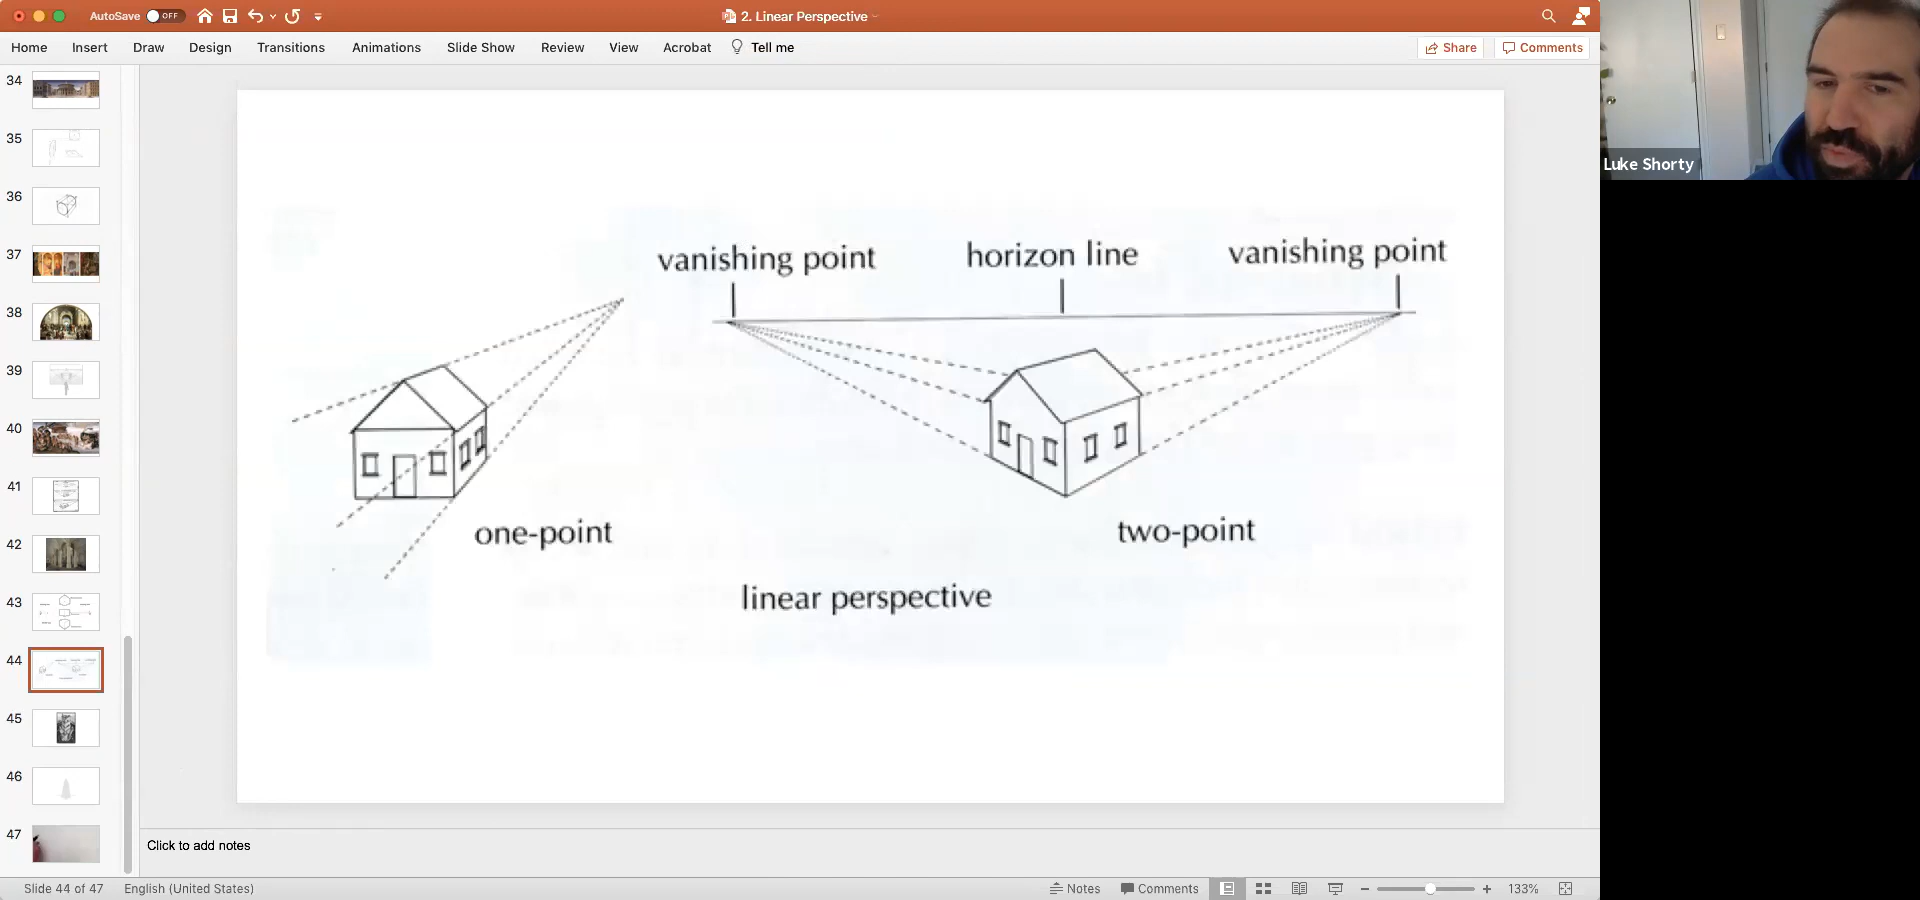 AutoSave OFF
2. Linear Perspective
Home Insert Draw Design Transitions Animations Slide Show Review View Acrobat Tell me
Share Comments
34
35
36
37
38
39
40
41
42
43
44
45
46
47
vanishing point horizon line vanishing point
one-point two-point
linear perspective
Click to add notes
Slide 44 of 47 English (United States) Notes Comments 133%
Luke Shorty